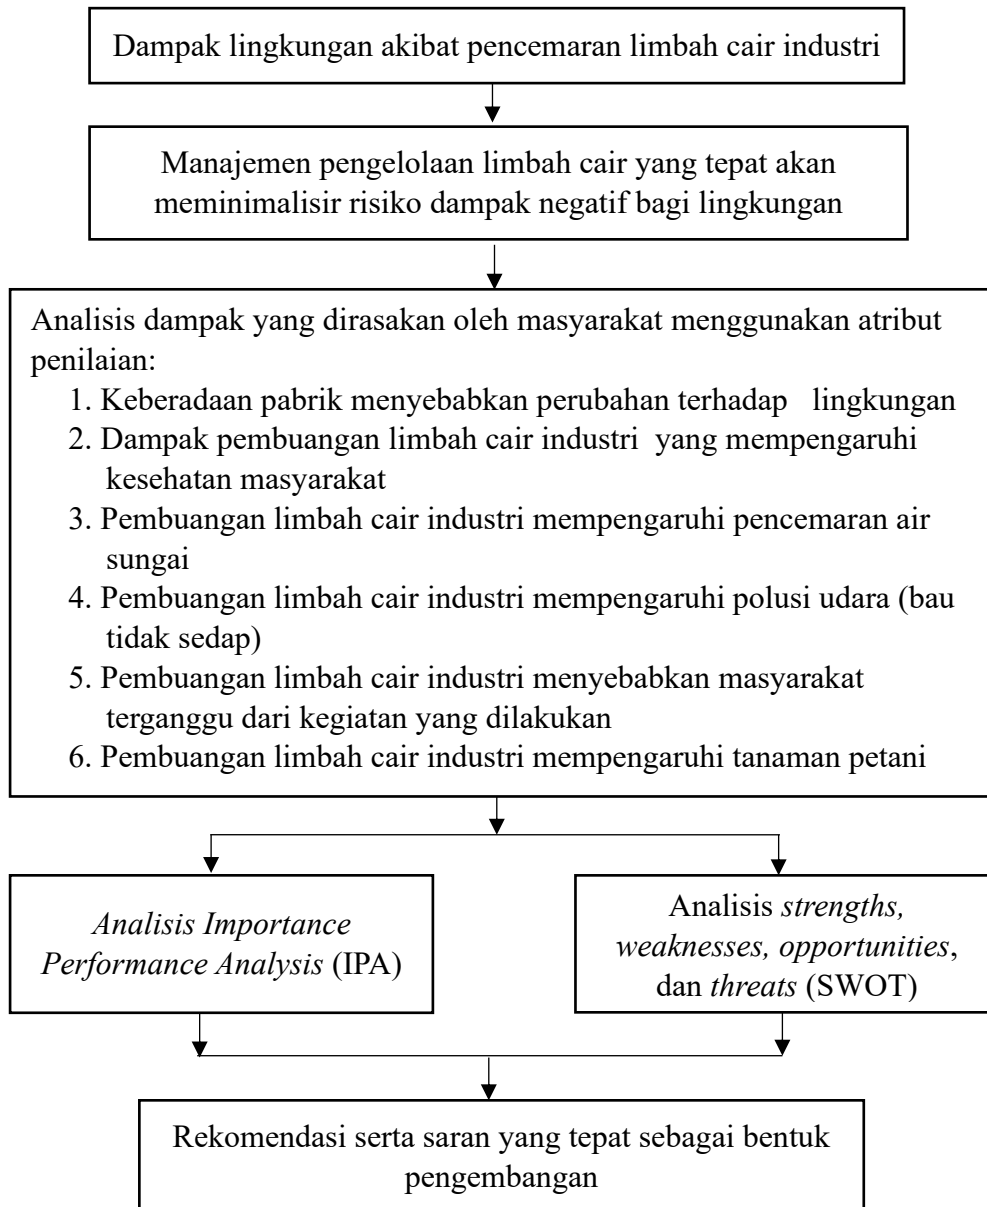 Dampak lingkungan akibat pencemaran limbah cair industri
Manajemen pengelolaan limbah cair yang tepat akan
meminimalisir risiko dampak negatif bagi lingkungan
Analisis dampak yang dirasakan oleh masyarakat menggunakan atribut
penilaian:
1. Keberadaan pabrik menyebabkan perubahan terhadap lingkungan
2. Dampak pembuangan limbah cair industri yang mempengaruhi
kesehatan masyarakat
3. Pembuangan limbah cair industri mempengaruhi pencemaran air
sungai
4. Pembuangan limbah cair industri mempengaruhi polusi udara (bau
tidak sedap)
5. Pembuangan limbah cair industri menyebabkan masyarakat
terganggu dari kegiatan yang dilakukan
6. Pembuangan limbah cair industri mempengaruhi tanaman petani
Analisis Importance
Performance Analysis (IPA)
Analisis strengths,
weaknesses, opportunities,
dan threats (SWOT)
Rekomendasi serta saran yang tepat sebagai bentuk
pengembangan